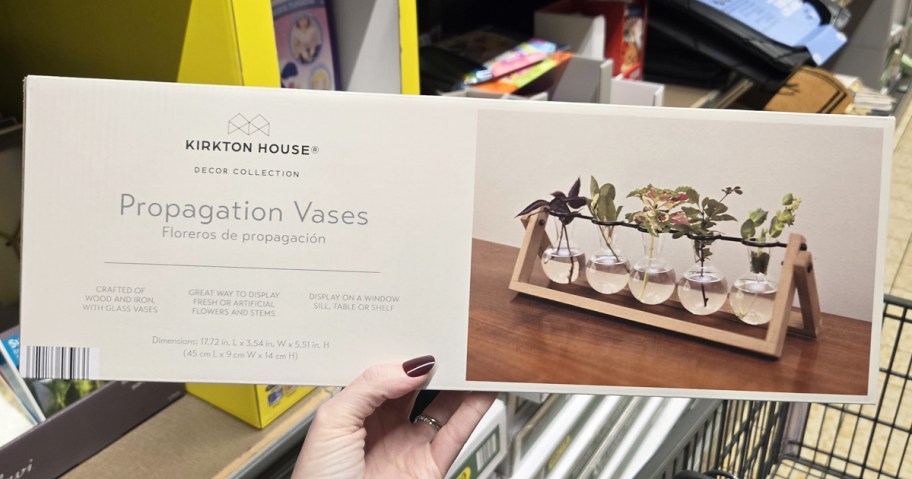 KIRKTON HOUSE®
DECOR COLLECTION
Propagation Vases
Floreros de propagación
CRAFTED OF
WOOD AND IRON,
WITH GLASS VASES
GREAT WAY TO DISPLAY
FRESH OR ARTIFICIAL
FLOWERS AND STEMS
DISPLAY ON A WINDOW
SILL, TABLE OR SHELF
Dimensions: 17.72 in. L x 3.54 in. W x 5.51 in. H
(45 cm L x 9 cm W x 14 cm H)